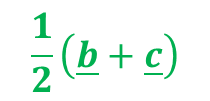 1/2 (b + c)